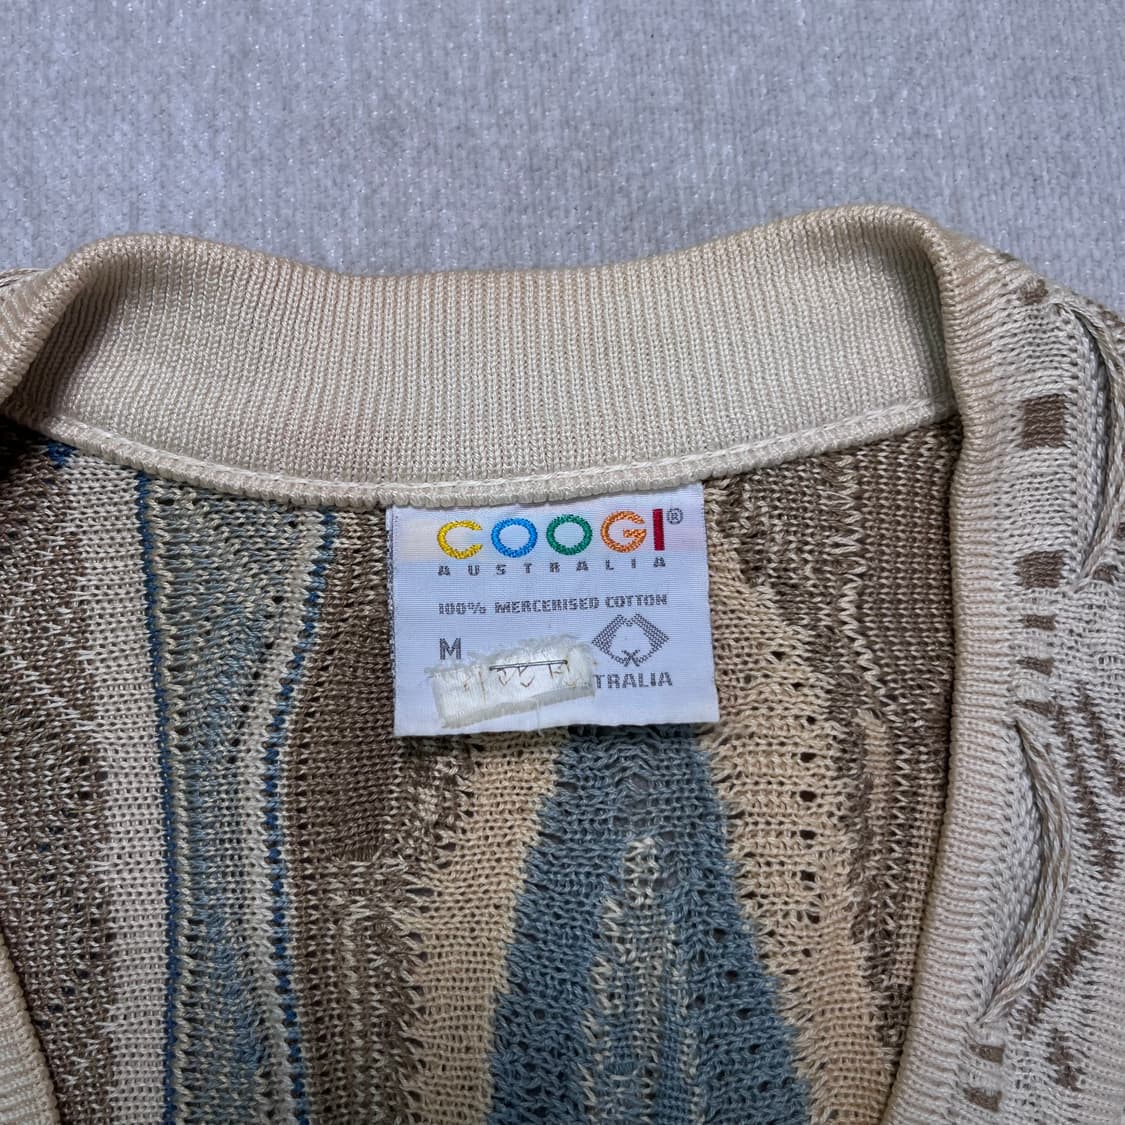 COOGI®
AUSTRALIA
100% MERCERISED COTTON
M
TRALIA